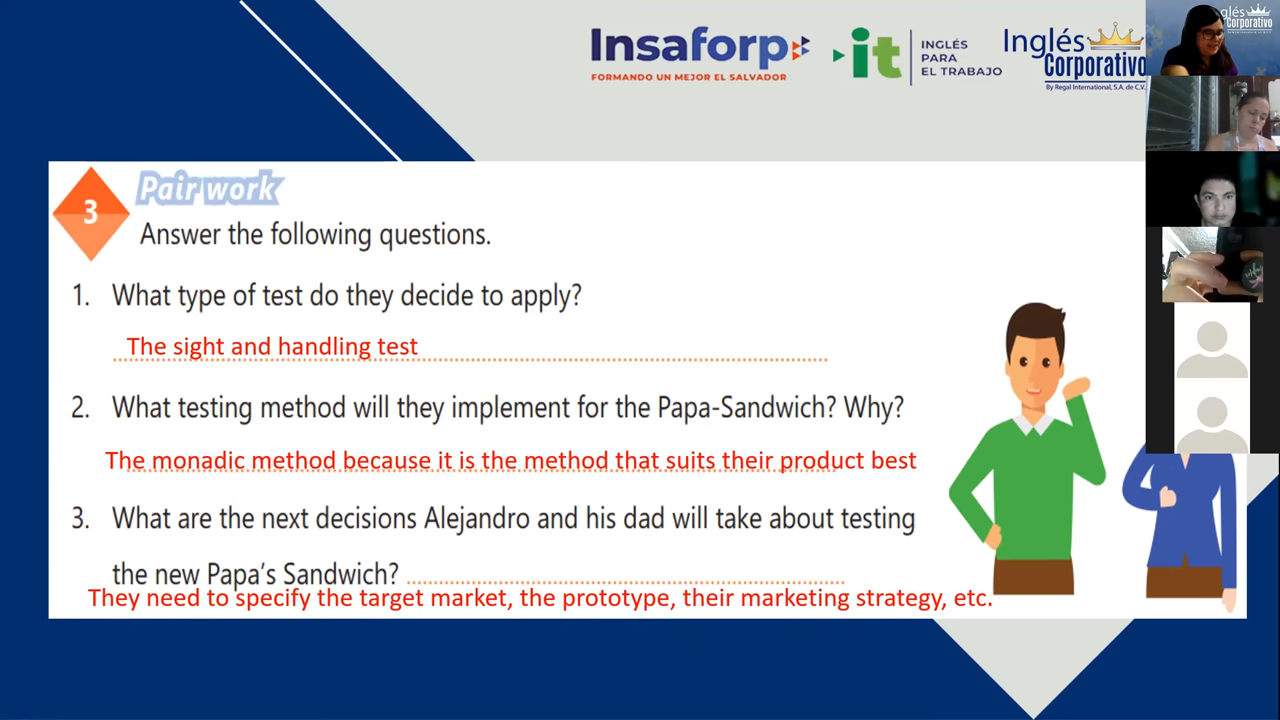 Insaforp
FORMANDO UN MEJOR EL SALVADOR
it
INGLÉS
PARA
EL TRABAJO
Inglés
Corporativo
By Regal International, S.A. de C.V.
glés
Corporativo
3
Pair work
Answer the following questions.
1. What type of test do they decide to apply?
The sight and handling test
2. What testing method will they implement for the Papa-Sandwich? Why?
The monadic method because it is the method that suits their product best
3. What are the next decisions Alejandro and his dad will take about testing
the new Papa's Sandwich?
They need to specify the target market, the prototype, their marketing strategy, etc.